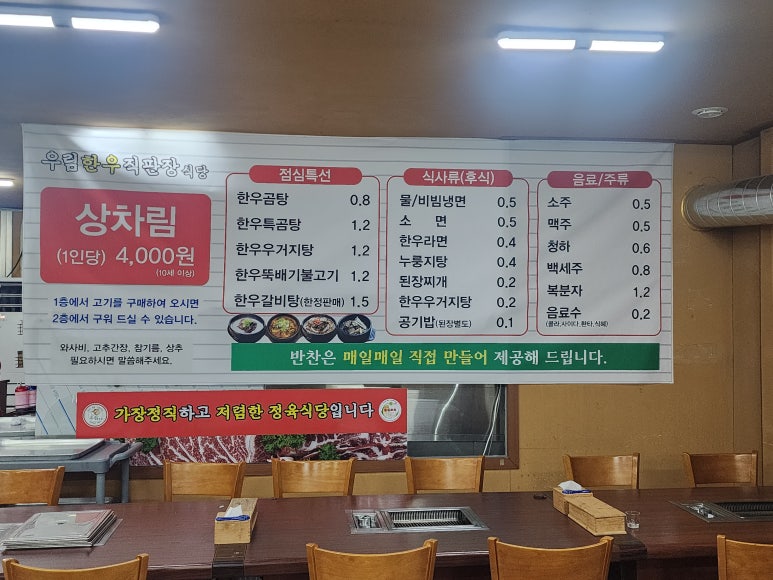 우림한우직판장식당
상차림
(1인당) 4,000원
(10세 이상)
1층에서 고기를 구매하여 오시면
2층에서 구워 드실 수 있습니다.
와사비, 고추간장, 참기름, 상추
필요하시면 말씀해주세요.
점심특선
한우곰탕 0.8
한우특곰탕 1.2
한우우거지탕 1.2
한우뚝배기불고기 1.2
한우갈비탕(한정판매) 1.5
식사류(후식)
물/비빔냉면 0.5
소 면 0.5
한우라면 0.4
누룽지탕 0.4
된장찌개 0.2
한우우거지탕 0.2
공기밥(된장별도) 0.1
음료/주류
소주 0.5
맥주 0.5
청하 0.6
백세주 0.8
복분자 1.2
음료수 0.2
(콜라,사이다,환타,식혜)
반찬은 매일매일 직접 만들어 제공해 드립니다.
가장정직하고 저렴한 정육식당입니다